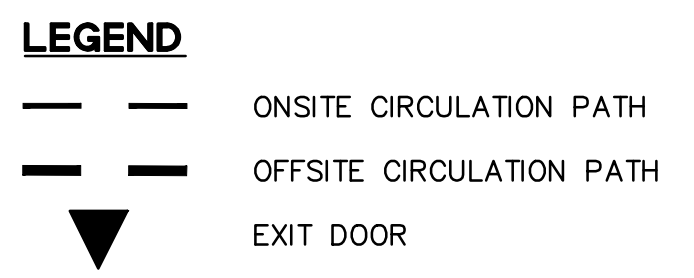 LEGEND
ONSITE CIRCULATION PATH
OFFSITE CIRCULATION PATH
EXIT DOOR